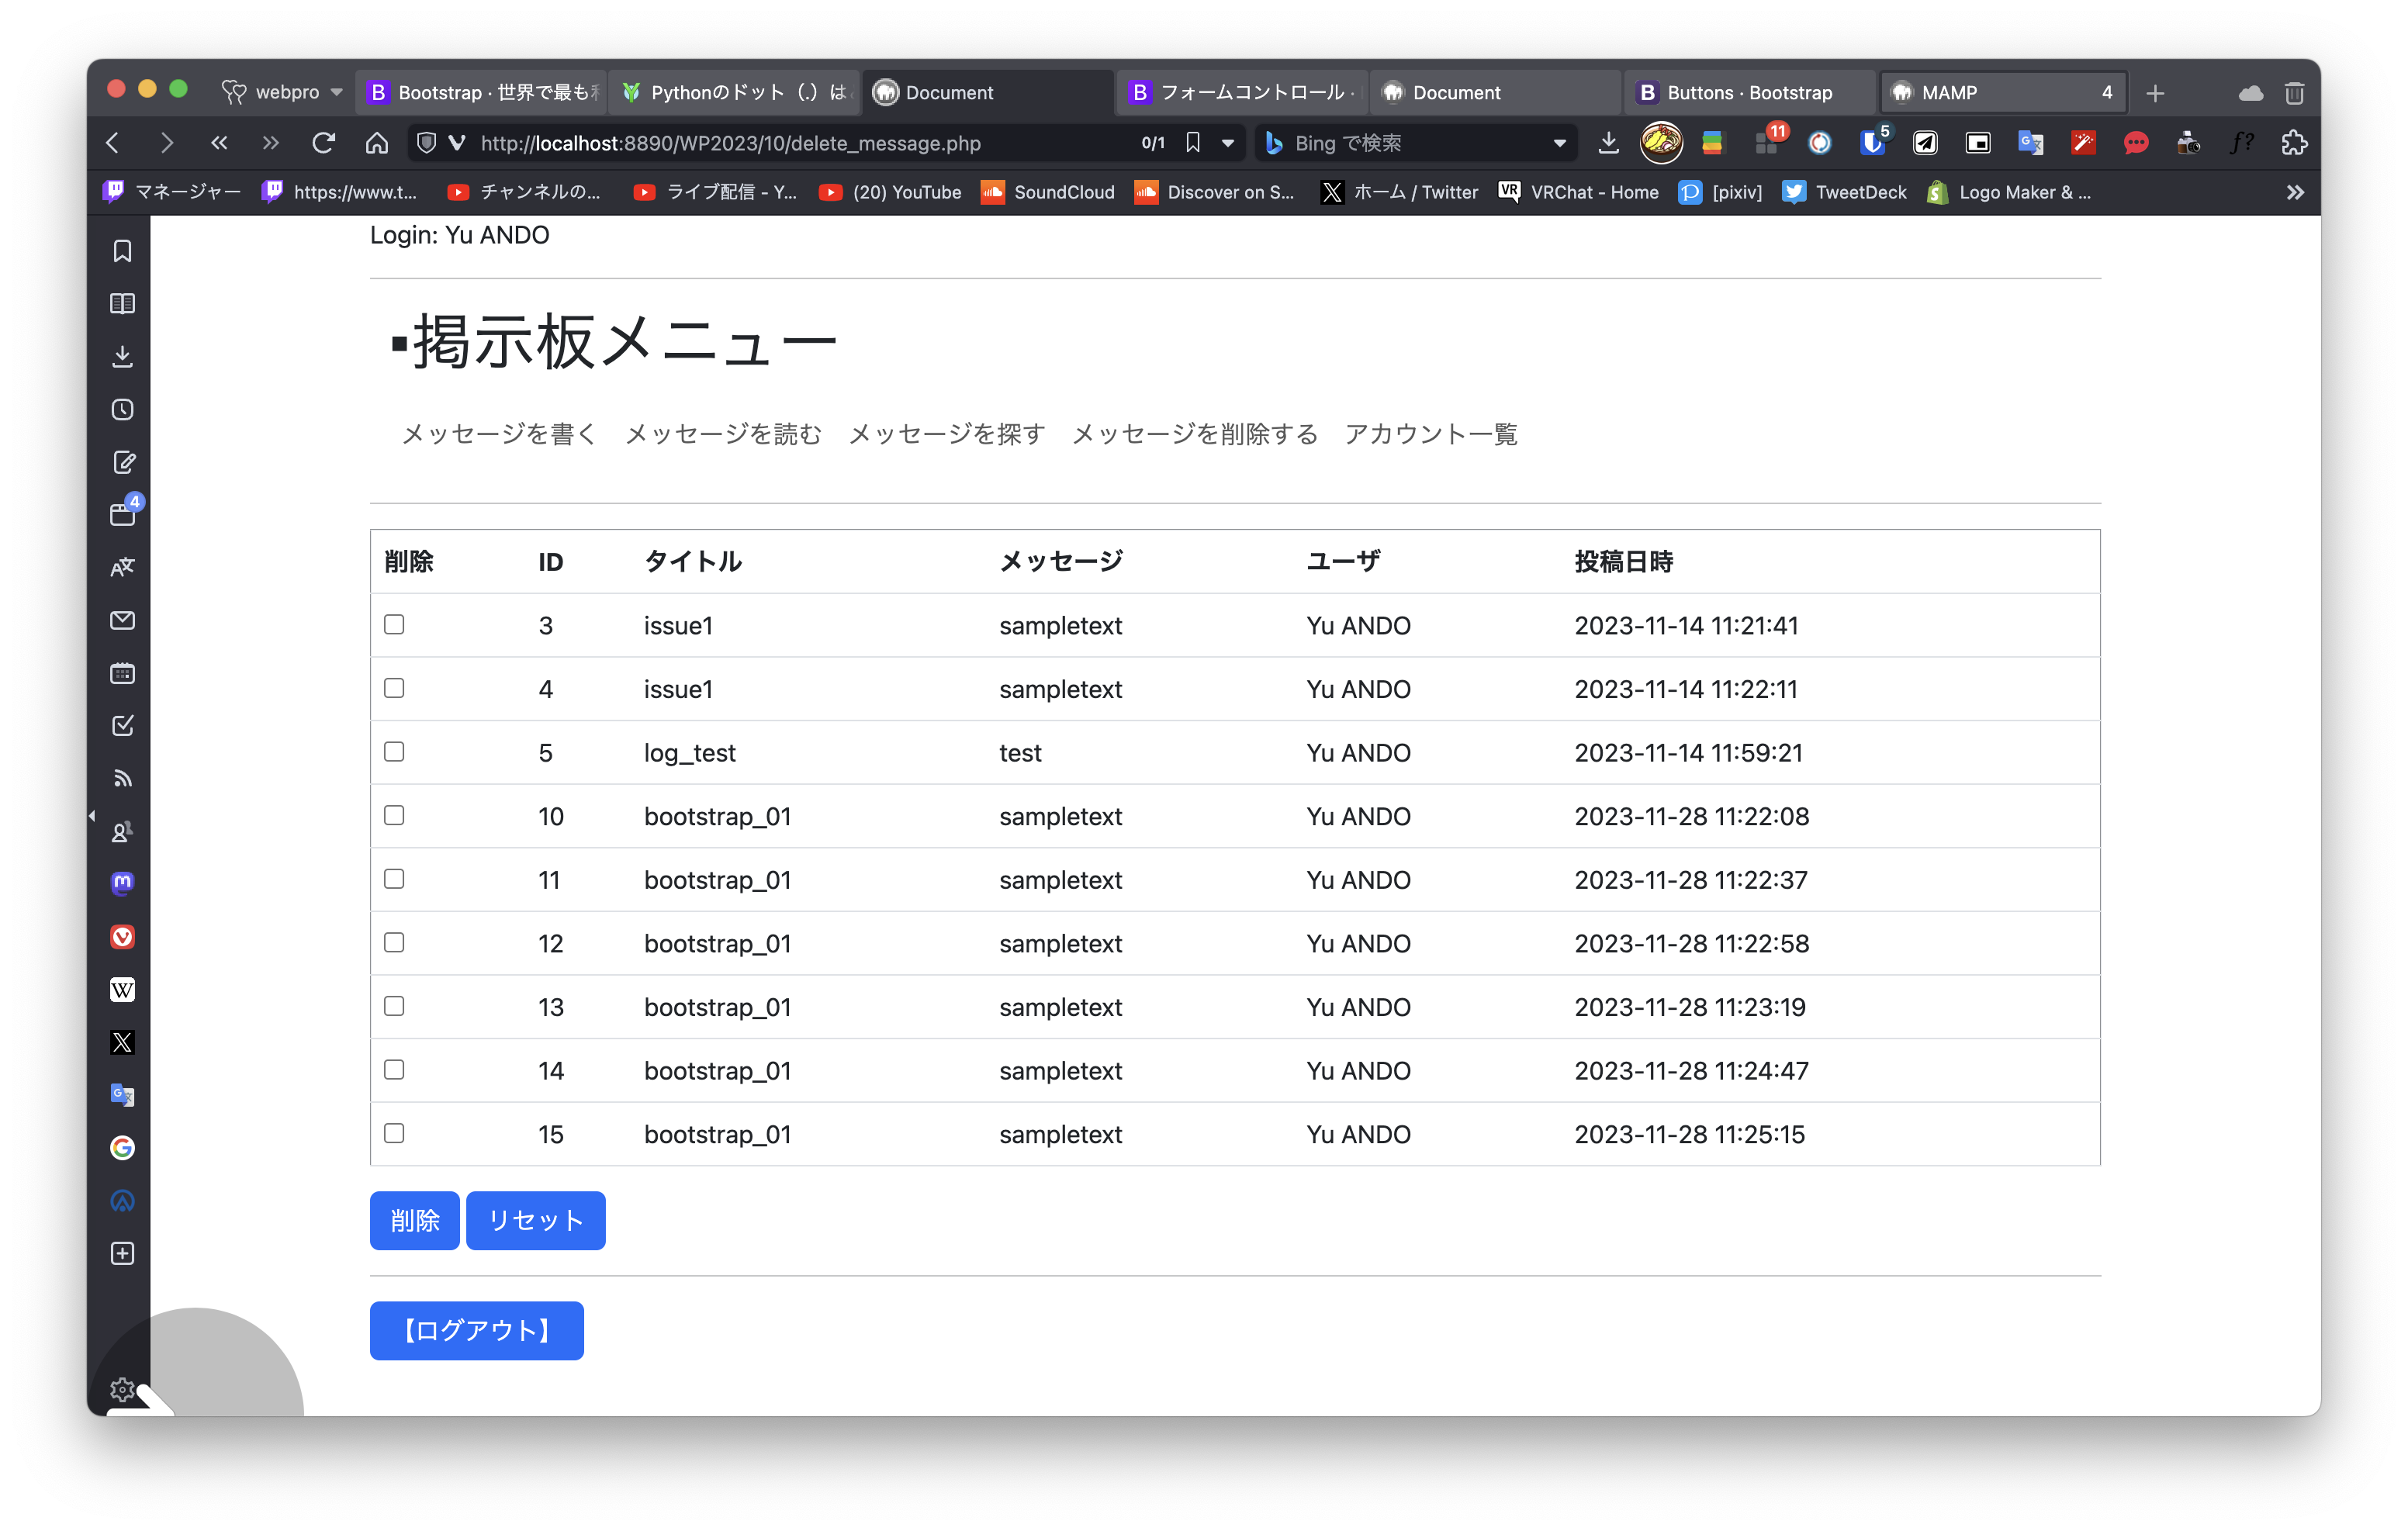 webpro
Bootstrap · 世界で最も
Pythonのドット（.）は
Document
フォームコントロール ·
Document
Buttons · Bootstrap
MAMP 4
http://localhost:8890/WP2023/10/delete_message.php
0/1
Bing で検索
11
5
f?
マネージャー
https://www.t...
チャンネルの...
ライブ配信 - Y...
(20) YouTube
SoundCloud
Discover on S...
ホーム / Twitter
VRChat - Home
[pixiv]
TweetDeck
Logo Maker & ...
4
Login: Yu ANDO
▪掲示板メニュー
メッセージを書く メッセージを読む メッセージを探す メッセージを削除する アカウント一覧
削除 ID タイトル メッセージ ユーザ 投稿日時
3 issue1 sampletext Yu ANDO 2023-11-14 11:21:41
4 issue1 sampletext Yu ANDO 2023-11-14 11:22:11
5 log_test test Yu ANDO 2023-11-14 11:59:21
10 bootstrap_01 sampletext Yu ANDO 2023-11-28 11:22:08
11 bootstrap_01 sampletext Yu ANDO 2023-11-28 11:22:37
12 bootstrap_01 sampletext Yu ANDO 2023-11-28 11:22:58
13 bootstrap_01 sampletext Yu ANDO 2023-11-28 11:23:19
14 bootstrap_01 sampletext Yu ANDO 2023-11-28 11:24:47
15 bootstrap_01 sampletext Yu ANDO 2023-11-28 11:25:15
削除 リセット
【ログアウト】